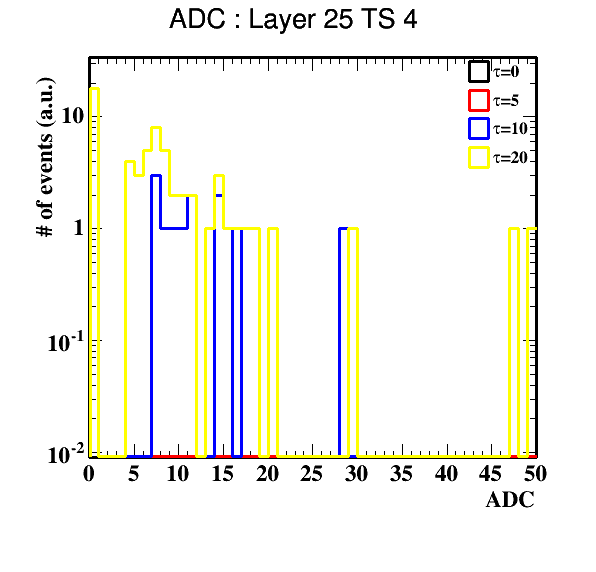 ADC : Layer 25 TS 4
# of events (a.u.)
τ=0
τ=5
τ=10
τ=20
10
1
10⁻¹
10⁻²
0 5 10 15 20 25 30 35 40 45 50
ADC